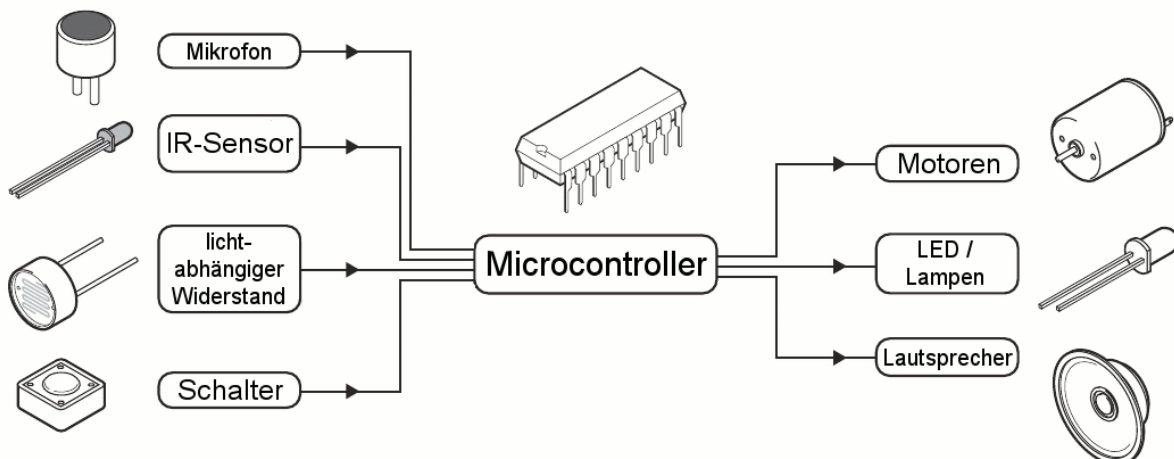 Mikrofon
IR-Sensor
licht-
abhängiger
Widerstand
Schalter
Microcontroller
Motoren
LED /
Lampen
Lautsprecher